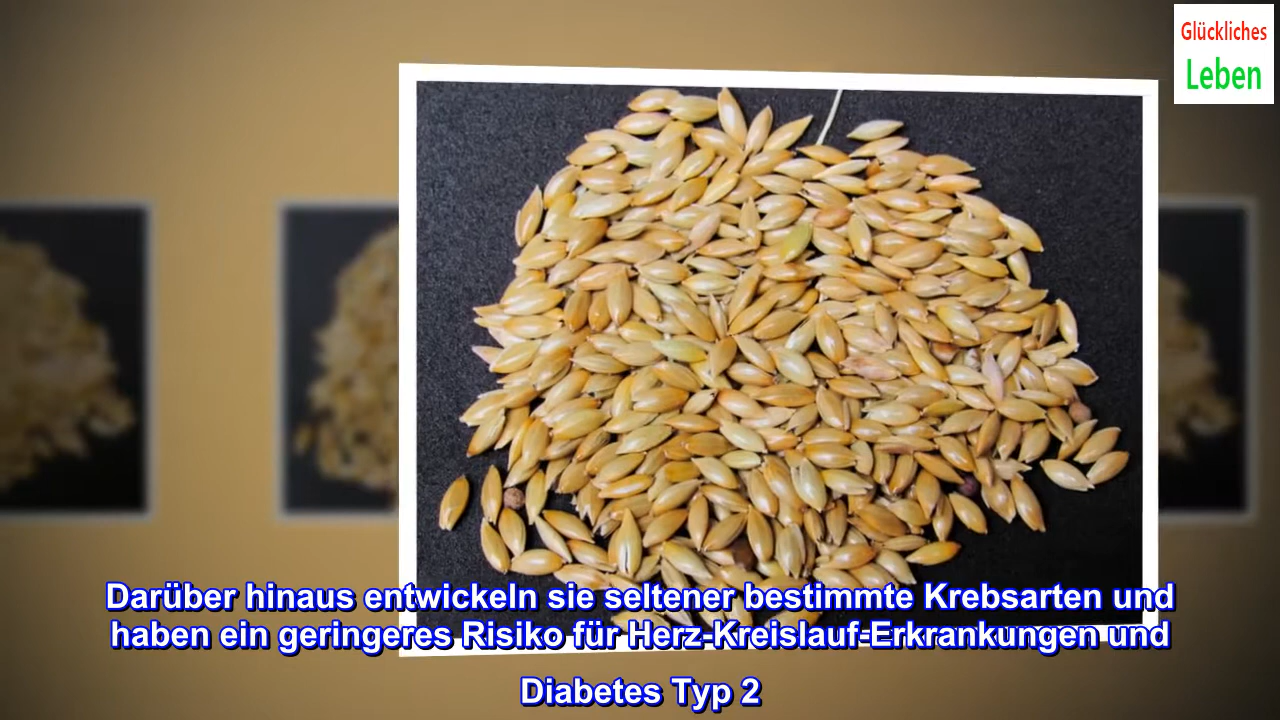 Glückliches
Leben
Darüber hinaus entwickeln sie seltener bestimmte Krebsarten und
haben ein geringeres Risiko für Herz-Kreislauf-Erkrankungen und
Diabetes Typ 2